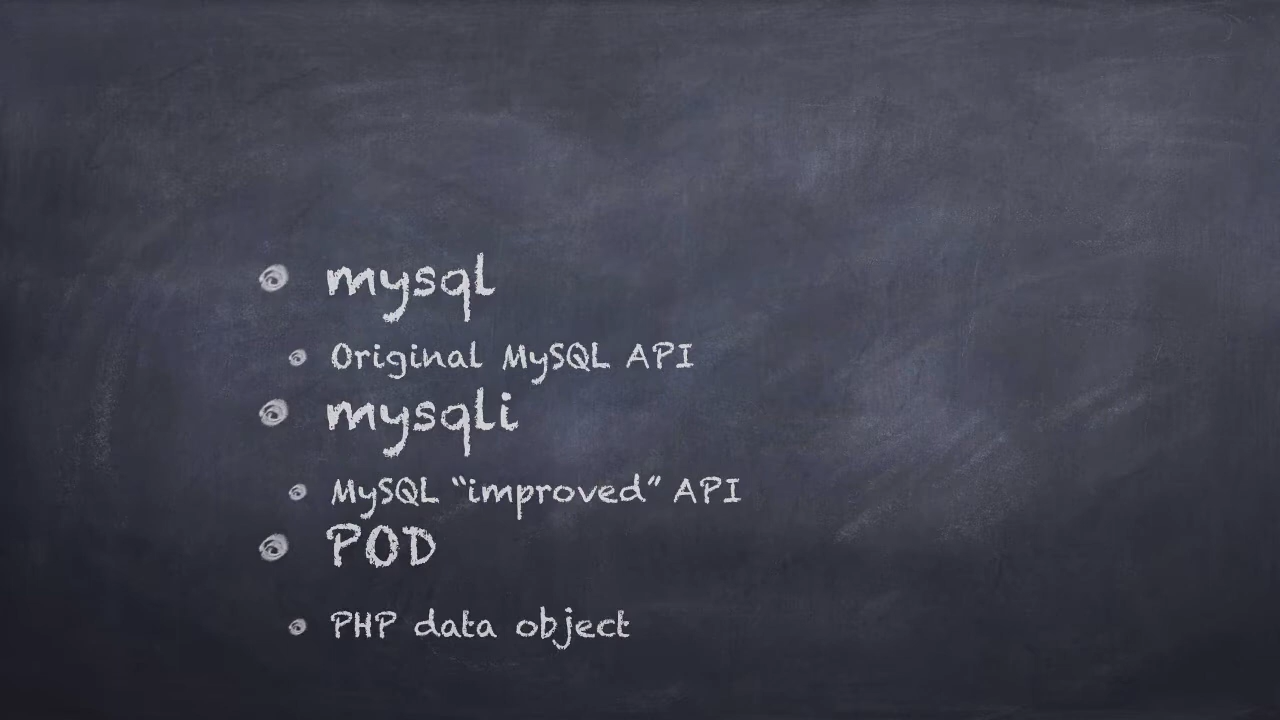 mysql
Original MySQL API
mysqli
MySQL “improved” API
POD
PHP data object